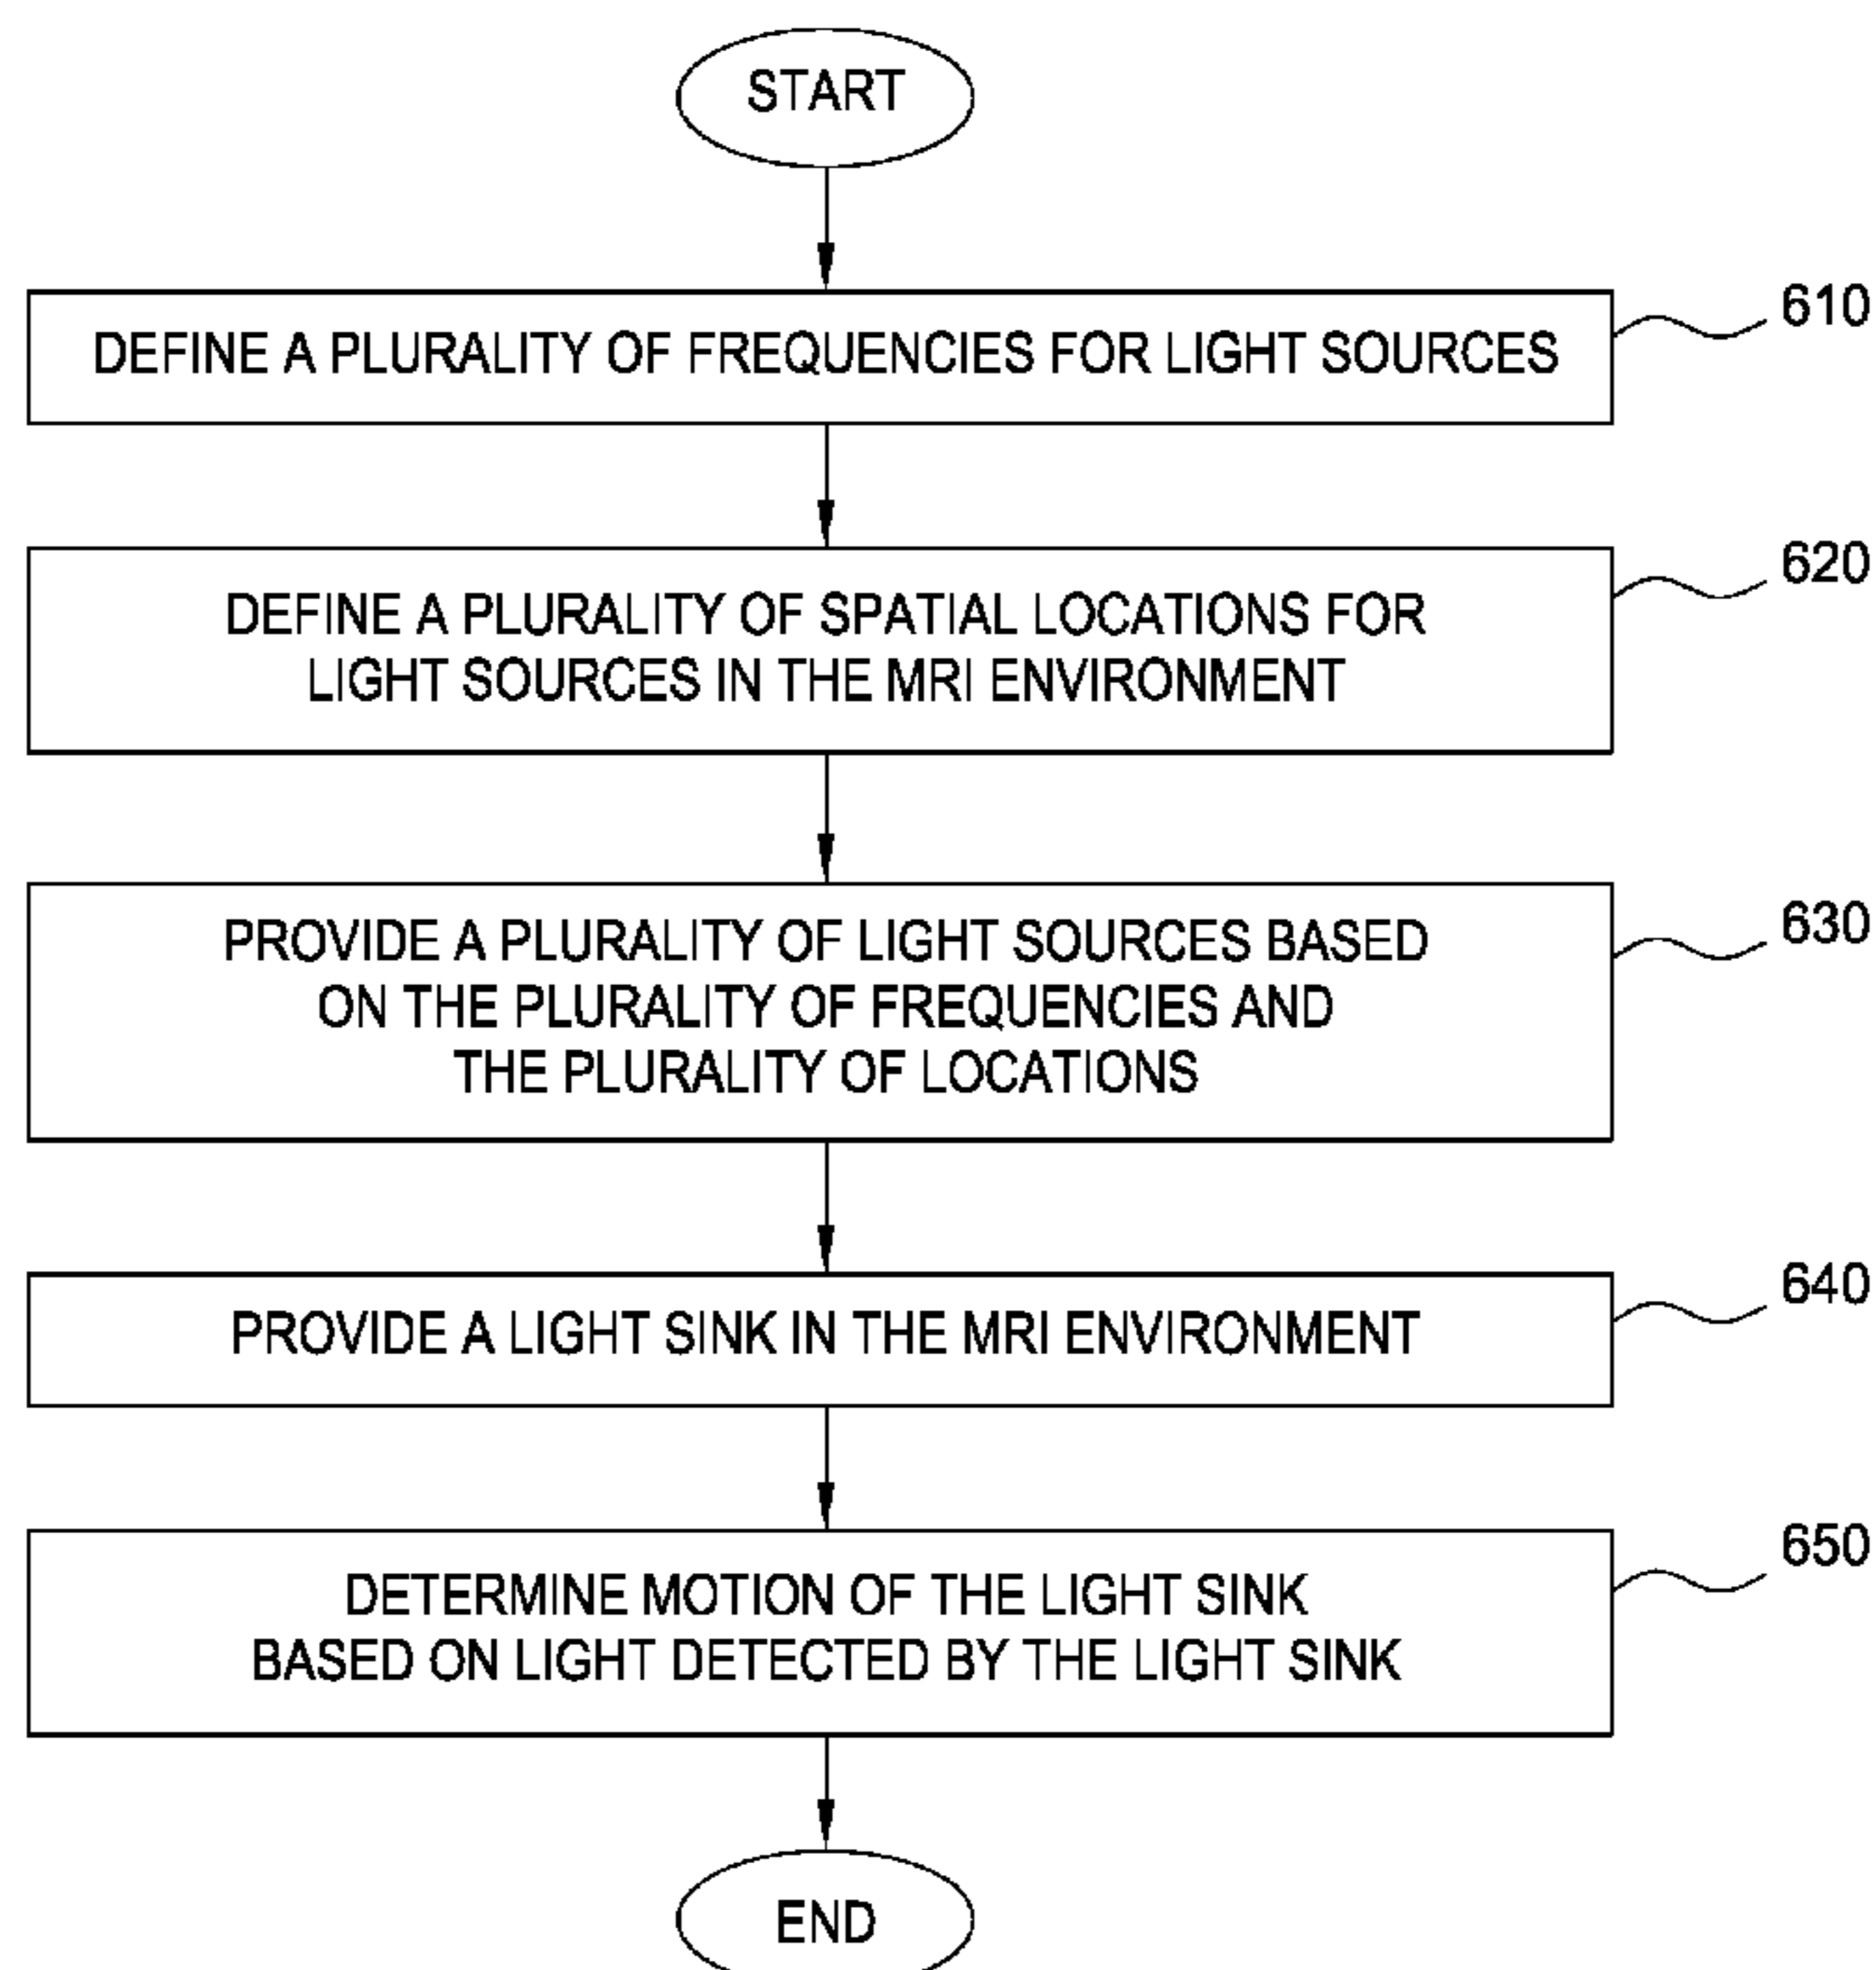 START
610
DEFINE A PLURALITY OF FREQUENCIES FOR LIGHT SOURCES
620
DEFINE A PLURALITY OF SPATIAL LOCATIONS FOR
LIGHT SOURCES IN THE MRI ENVIRONMENT
630
PROVIDE A PLURALITY OF LIGHT SOURCES BASED
ON THE PLURALITY OF FREQUENCIES AND
THE PLURALITY OF LOCATIONS
640
PROVIDE A LIGHT SINK IN THE MRI ENVIRONMENT
650
DETERMINE MOTION OF THE LIGHT SINK
BASED ON LIGHT DETECTED BY THE LIGHT SINK
END